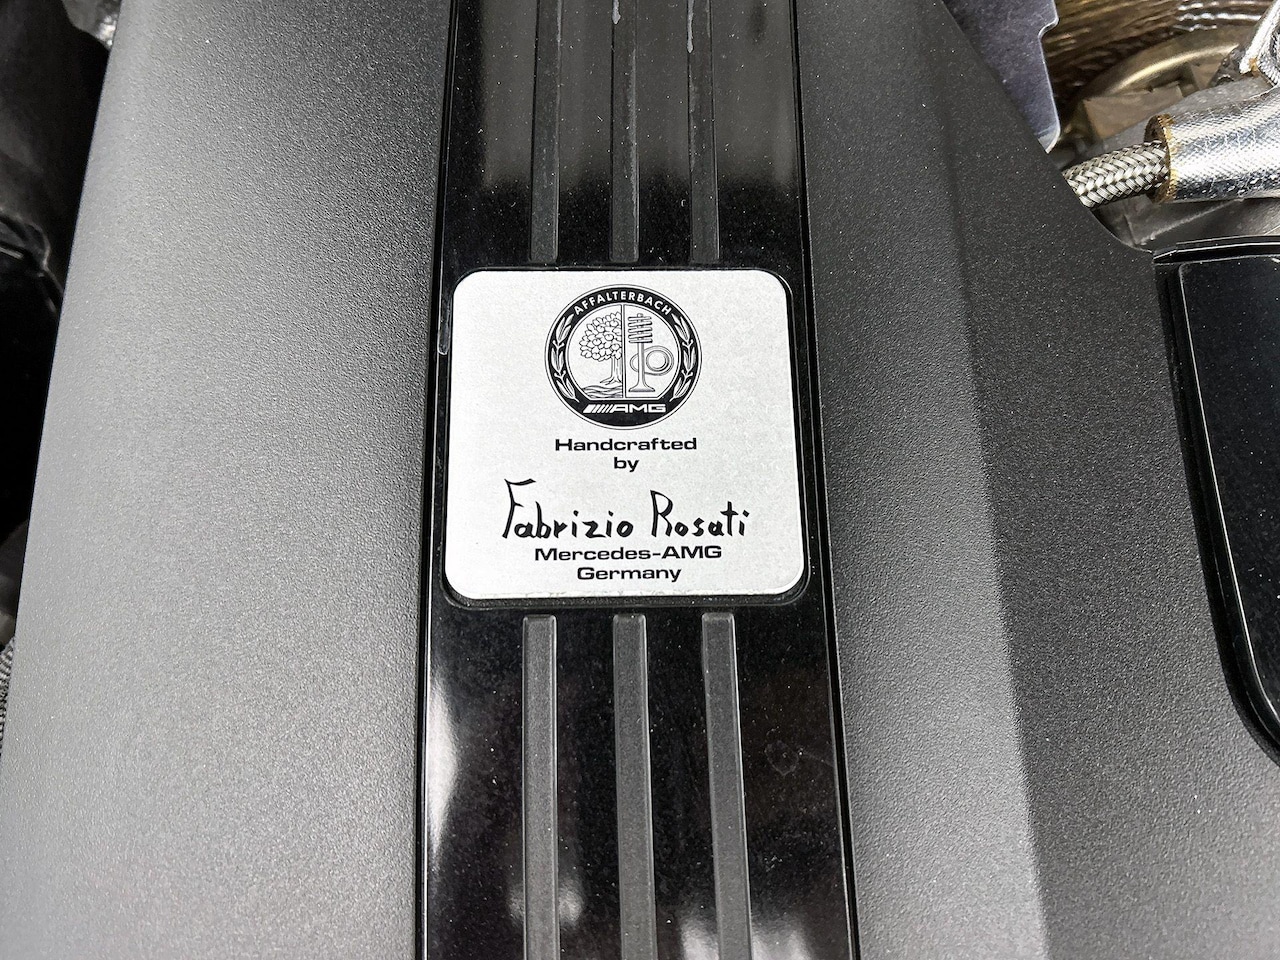 AFFALTERBACH
AMG
Handcrafted
by
Fabrizio Rosati
Mercedes-AMG
Germany